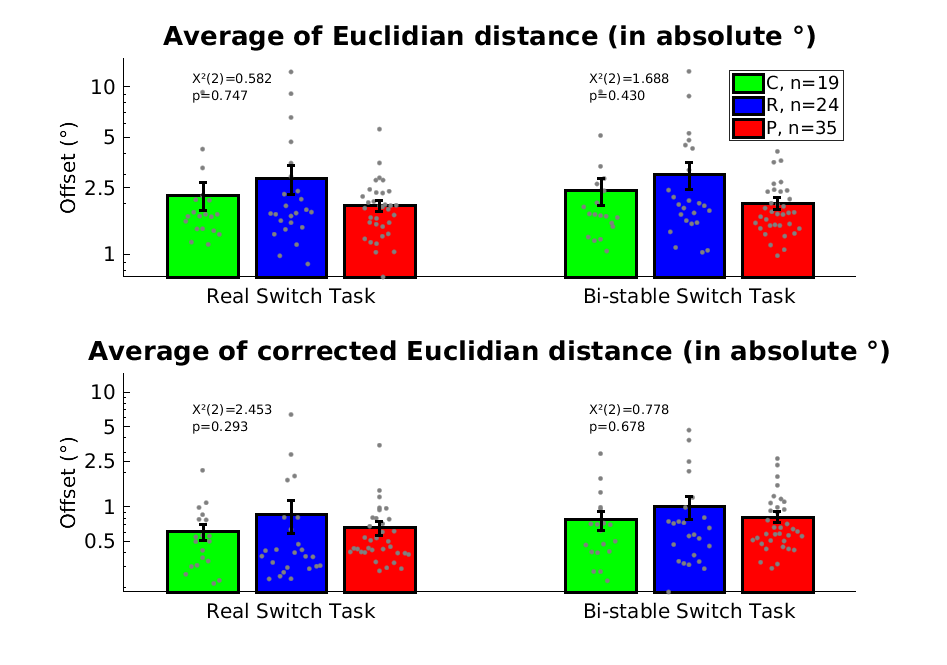 Average of Euclidian distance (in absolute °)
X²(2)=0.582
p=0.747
X²(2)=1.688
p=0.430
C, n=19
R, n=24
P, n=35
10
5
2.5
1
Offset (°)
Real Switch Task
Bi-stable Switch Task
Average of corrected Euclidian distance (in absolute °)
X²(2)=2.453
p=0.293
X²(2)=0.778
p=0.678
10
5
2.5
1
0.5
Offset (°)
Real Switch Task
Bi-stable Switch Task